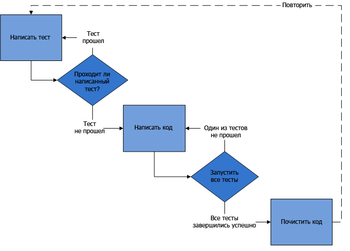 Повторить
Написать тест
Тест
прошел
Проходит ли
написанный
тест?
Тест
не прошел
Написать код
Один из тестов
не прошел
Запустить
все тесты
Все тесты
завершились успешно
Почистить код